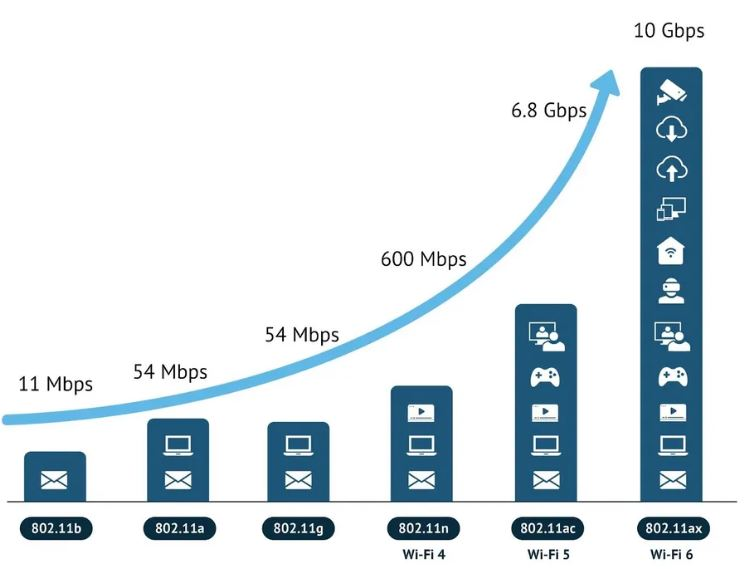 10 Gbps
6.8 Gbps
600 Mbps
54 Mbps
54 Mbps
11 Mbps
802.11b
802.11a
802.11g
802.11n
802.11ac
802.11ax
Wi-Fi 4
Wi-Fi 5
Wi-Fi 6